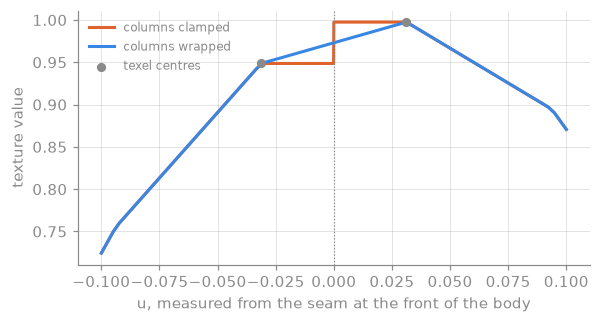 1.00
0.95
0.90
0.85
0.80
0.75
texture value
columns clamped
columns wrapped
texel centres
−0.100 −0.075 −0.050 −0.025 0.000 0.025 0.050 0.075 0.100
u, measured from the seam at the front of the body